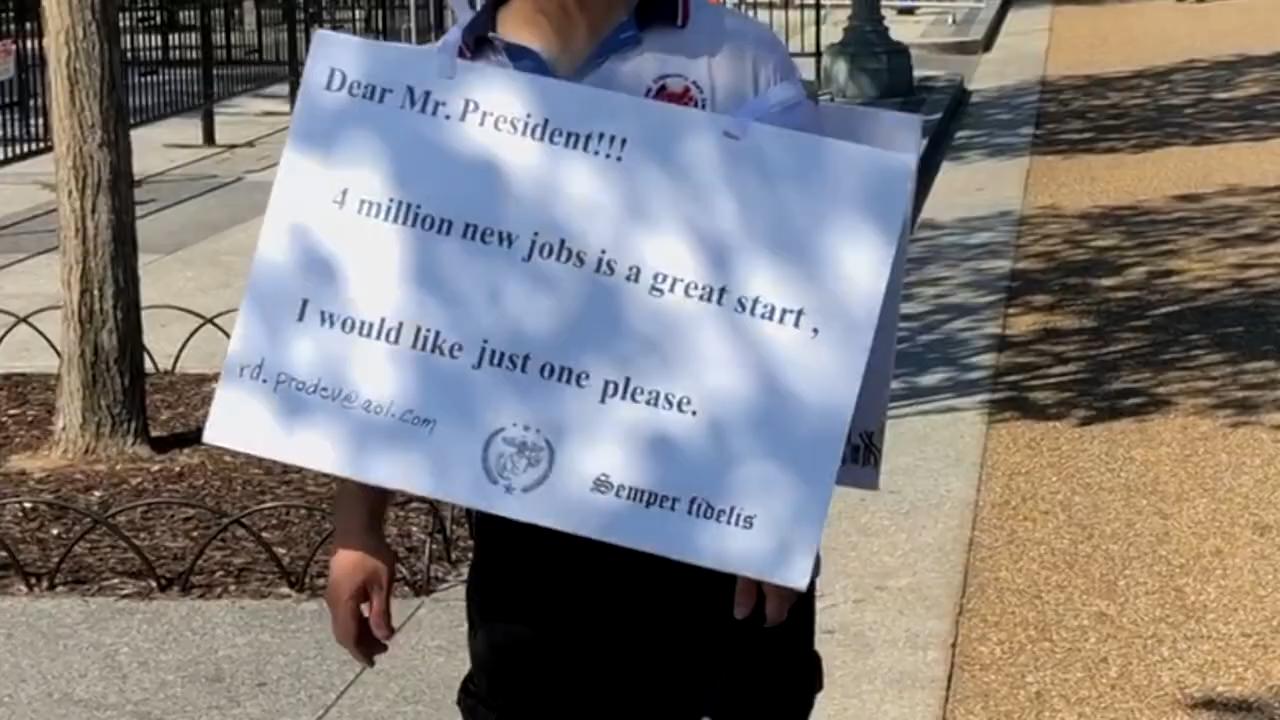 Dear Mr. President!!!
4 million new jobs is a great start ,
I would like just one please.
rd.prodev@aol.com
Semper fidelis